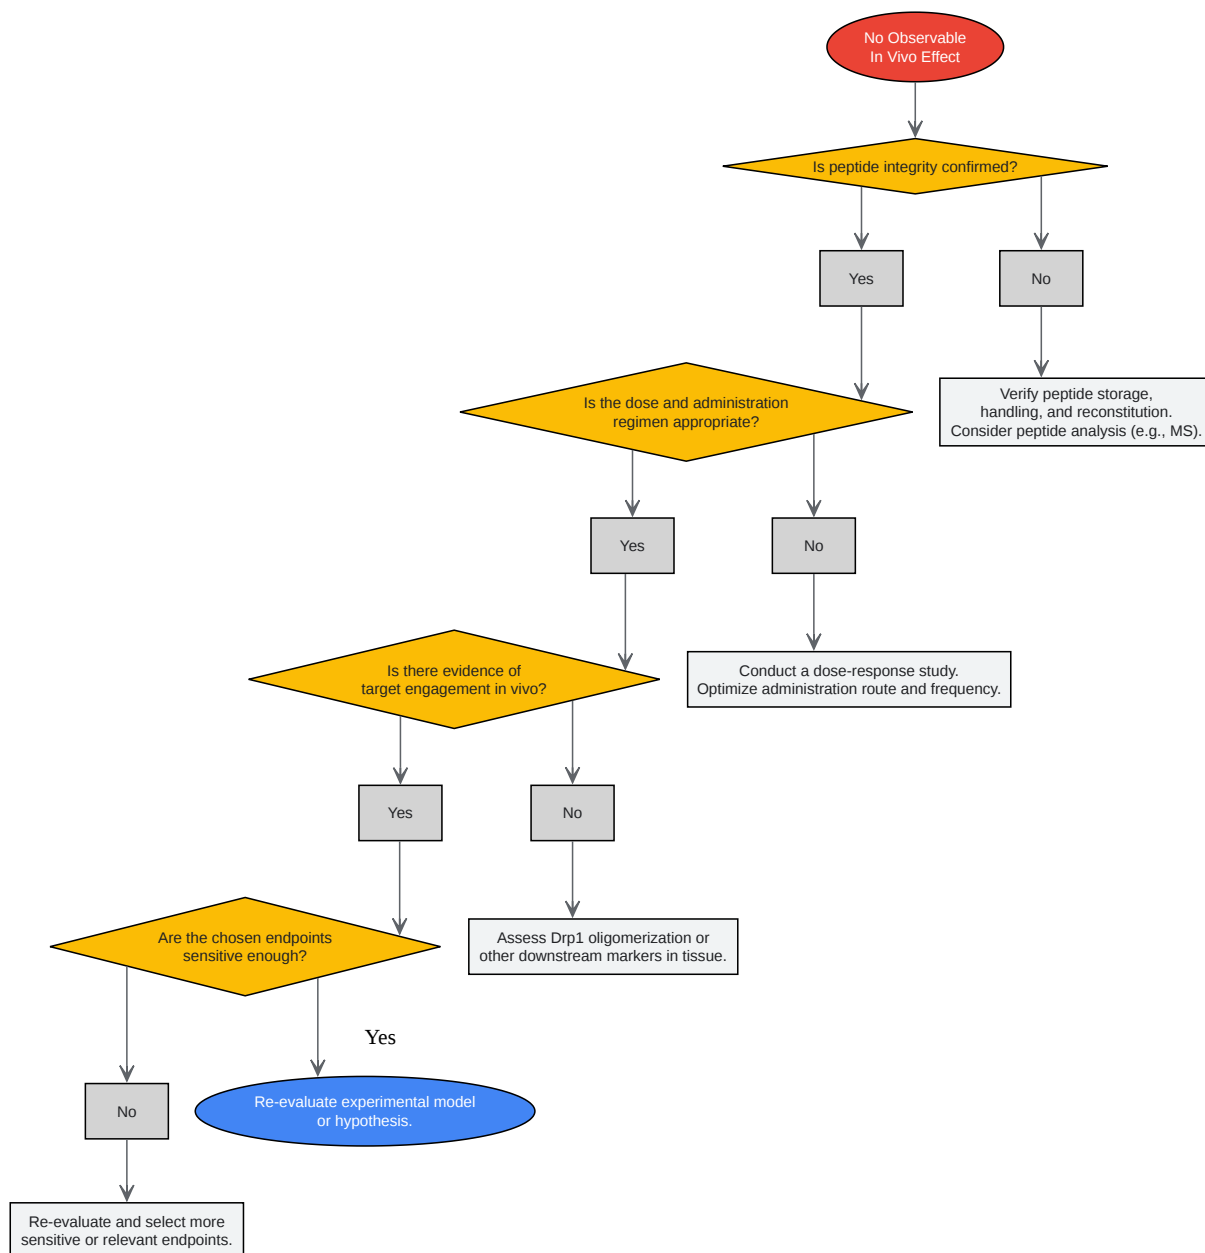 No Observable
In Vivo Effect
Is peptide integrity confirmed?
Yes
No
Verify peptide storage,
handling, and reconstitution.
Consider peptide analysis (e.g., MS).
Is the dose and administration
regimen appropriate?
Yes
No
Conduct a dose-response study.
Optimize administration route and frequency.
Is there evidence of
target engagement in vivo?
Yes
No
Assess Drp1 oligomerization or
other downstream markers in tissue.
Are the chosen endpoints
sensitive enough?
Yes
No
Re-evaluate experimental model
or hypothesis.
Re-evaluate and select more
sensitive or relevant endpoints.